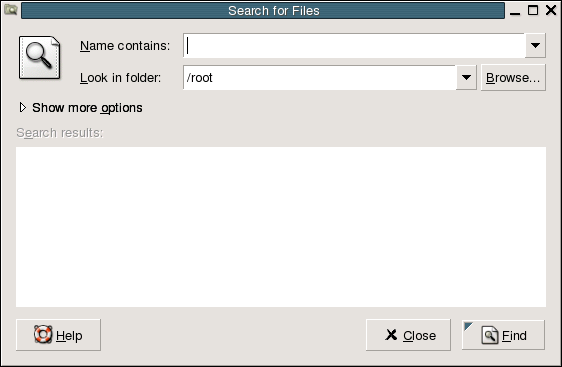 Search for Files
Name contains:
Look in folder: /root Browse...
Show more options
Search results:
Help Close Find